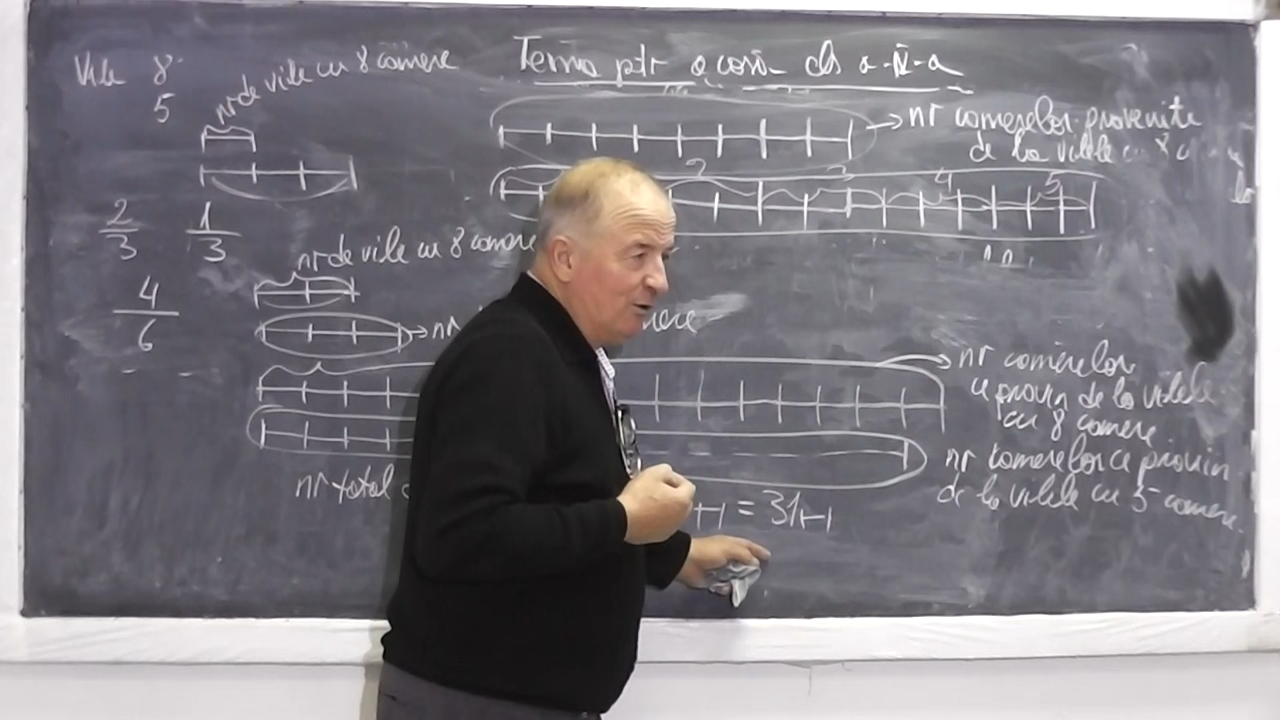 Vile 8
5
nr de vile cu 8 camere
Tema ptr acasă cls a-IV-a
nr camerelor provenite
de la vilele cu 8
2
4
5
2/3 1/3
nr de vile cu 8 camere
4/6
nr
nr camerelor
ce provin de la vilele
cu 8 camere
nr camerelor ce provin
de la vilele cu 5 camere
nr total
= 31